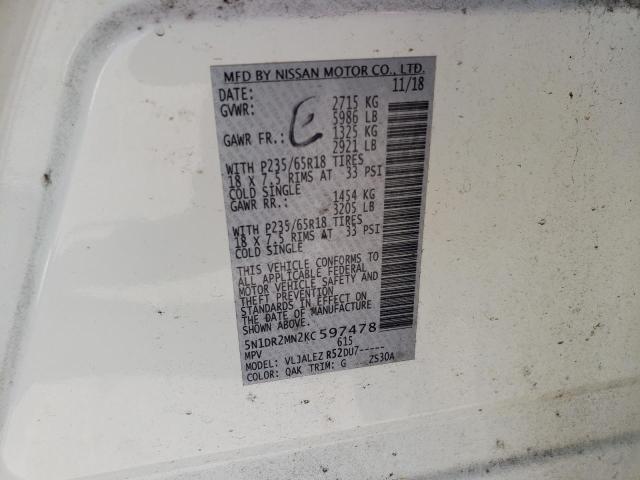 MFD BY NISSAN MOTOR CO., LTD.
DATE: 11/18
GVWR: 2715 KG
5986 LB
GAWR FR.: 1325 KG
2921 LB
WITH P235/65R18 TIRES
18 X 7.5 RIMS AT 33 PSI
COLD SINGLE
GAWR RR.: 1454 KG
3205 LB
WITH P235/65R18 TIRES
18 X 7.5 RIMS AT 33 PSI
COLD SINGLE
THIS VEHICLE CONFORMS TO
ALL APPLICABLE FEDERAL
MOTOR VEHICLE SAFETY AND
THEFT PREVENTION
STANDARDS IN EFFECT ON
THE DATE OF MANUFACTURE
SHOWN ABOVE.
5N1DR2MN2KC597478
MPV 615
MODEL: VLJALEZ R52DU7-----
COLOR: QAK TRIM: G ZS30A